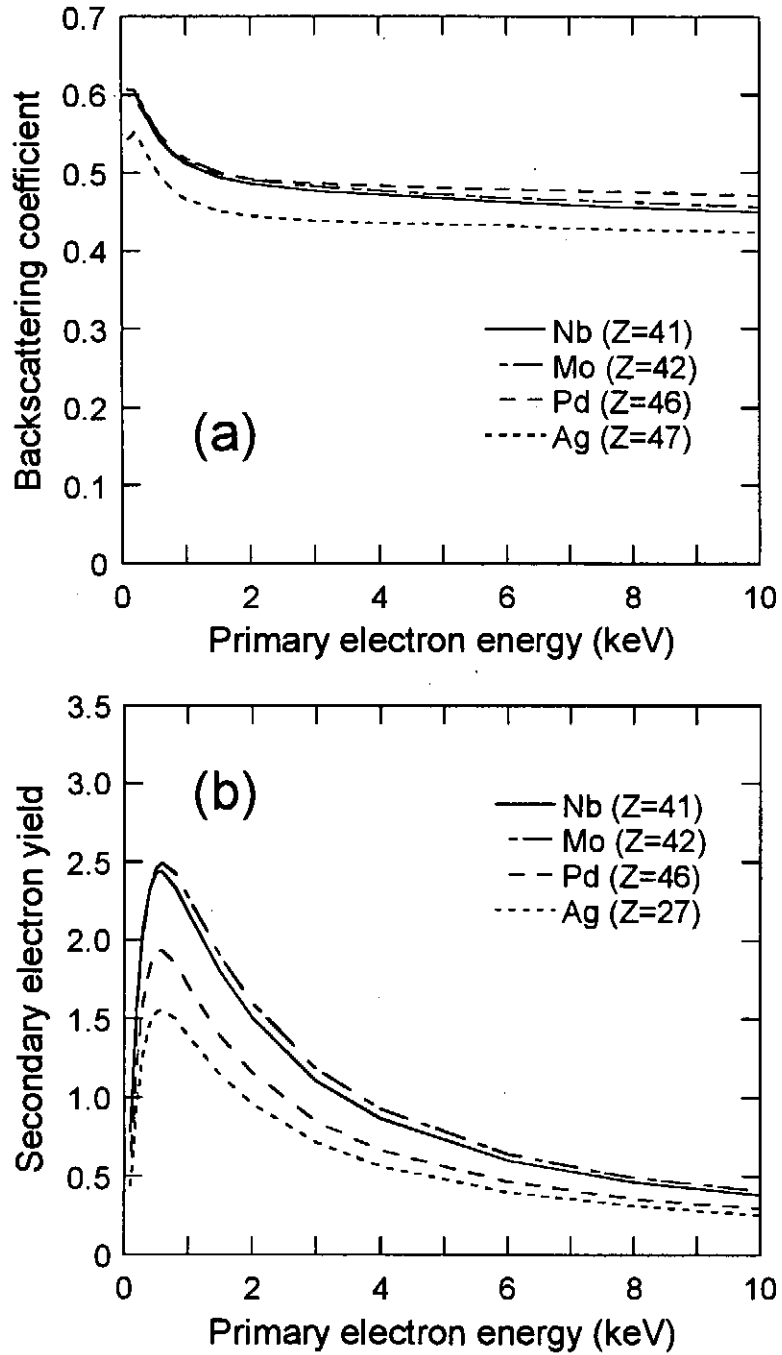 0.7
0.6
0.5
0.4
0.3
0.2
0.1
0
Backscattering coefficient
Nb (Z=41)
Mo (Z=42)
Pd (Z=46)
Ag (Z=47)
(a)
0 2 4 6 8 10
Primary electron energy (keV)
3.5
3.0
2.5
2.0
1.5
1.0
0.5
0
Secondary electron yield
(b)
Nb (Z=41)
Mo (Z=42)
Pd (Z=46)
Ag (Z=27)
0 2 4 6 8 10
Primary electron energy (keV)